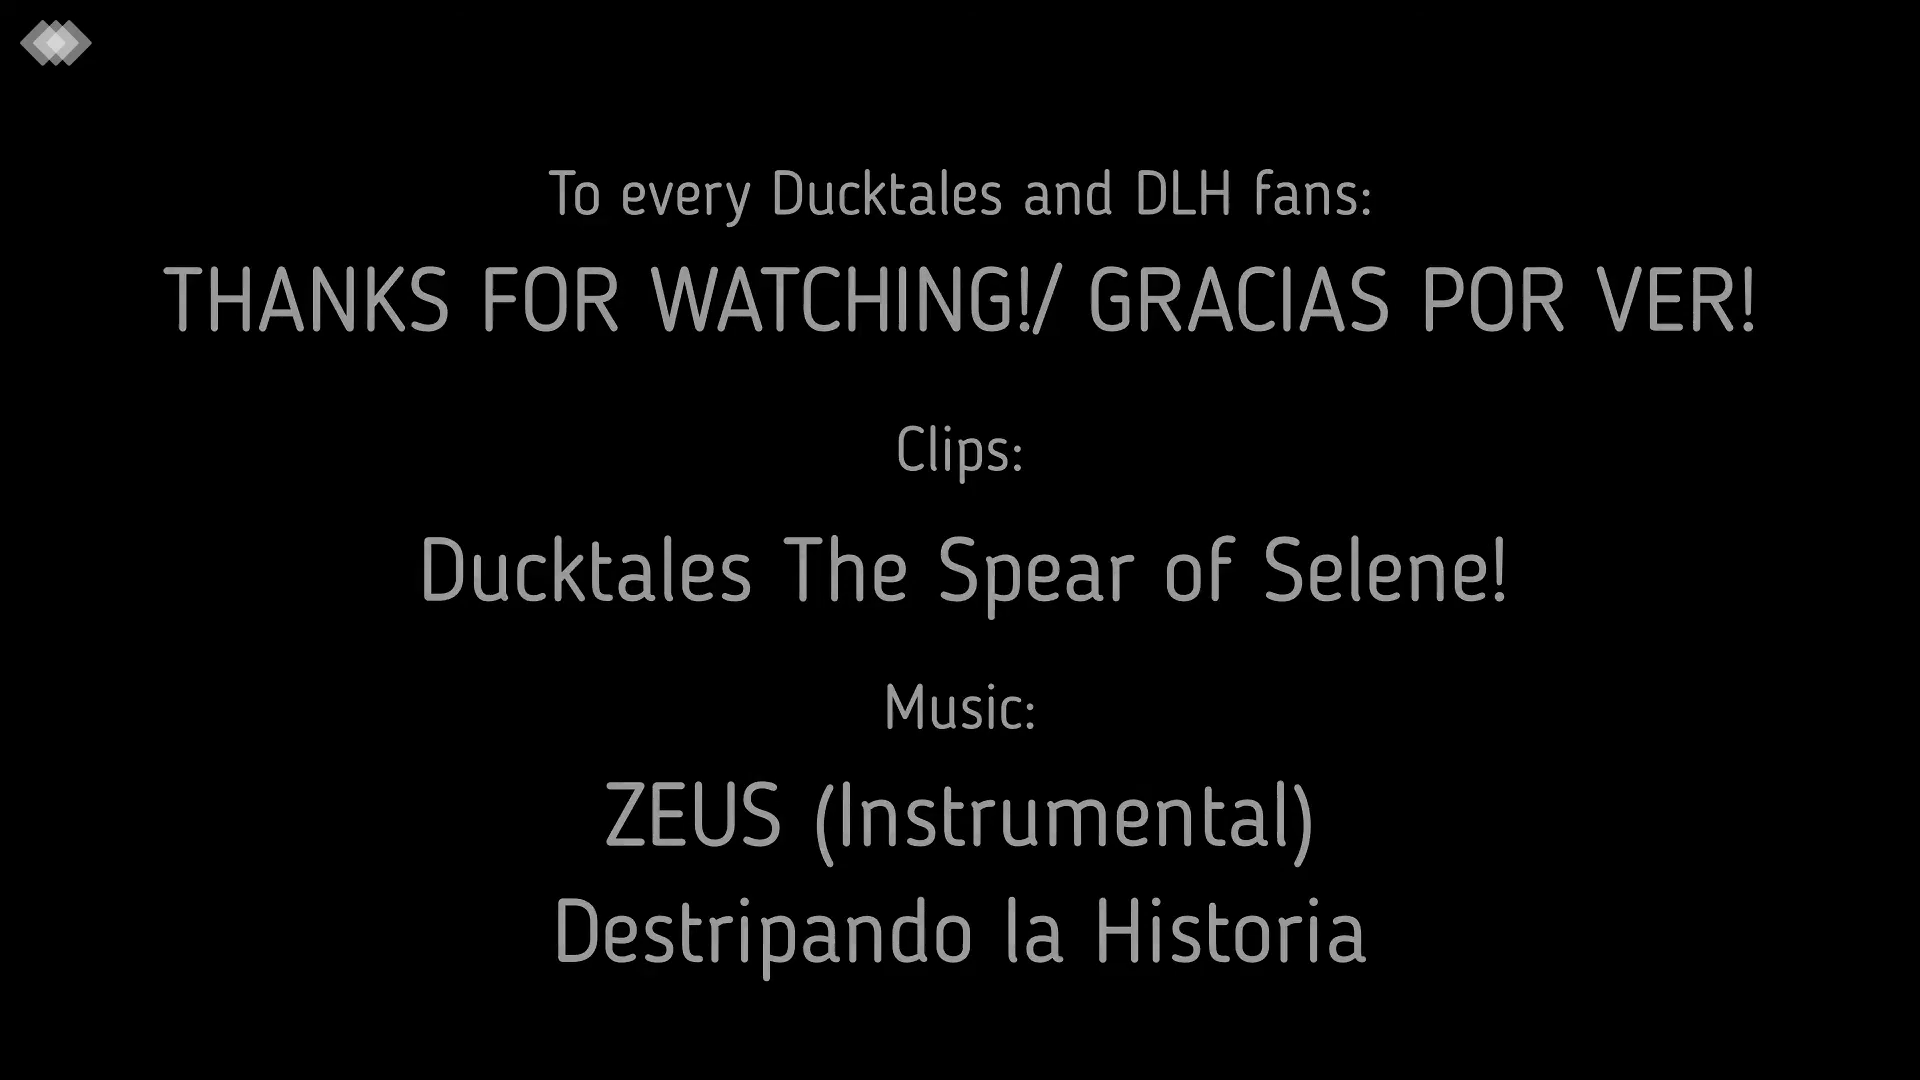 To every Ducktales and DLH fans:
THANKS FOR WATCHING!/ GRACIAS POR VER!
Clips:
Ducktales The Spear of Selene!
Music:
ZEUS (Instrumental)
Destripando la Historia